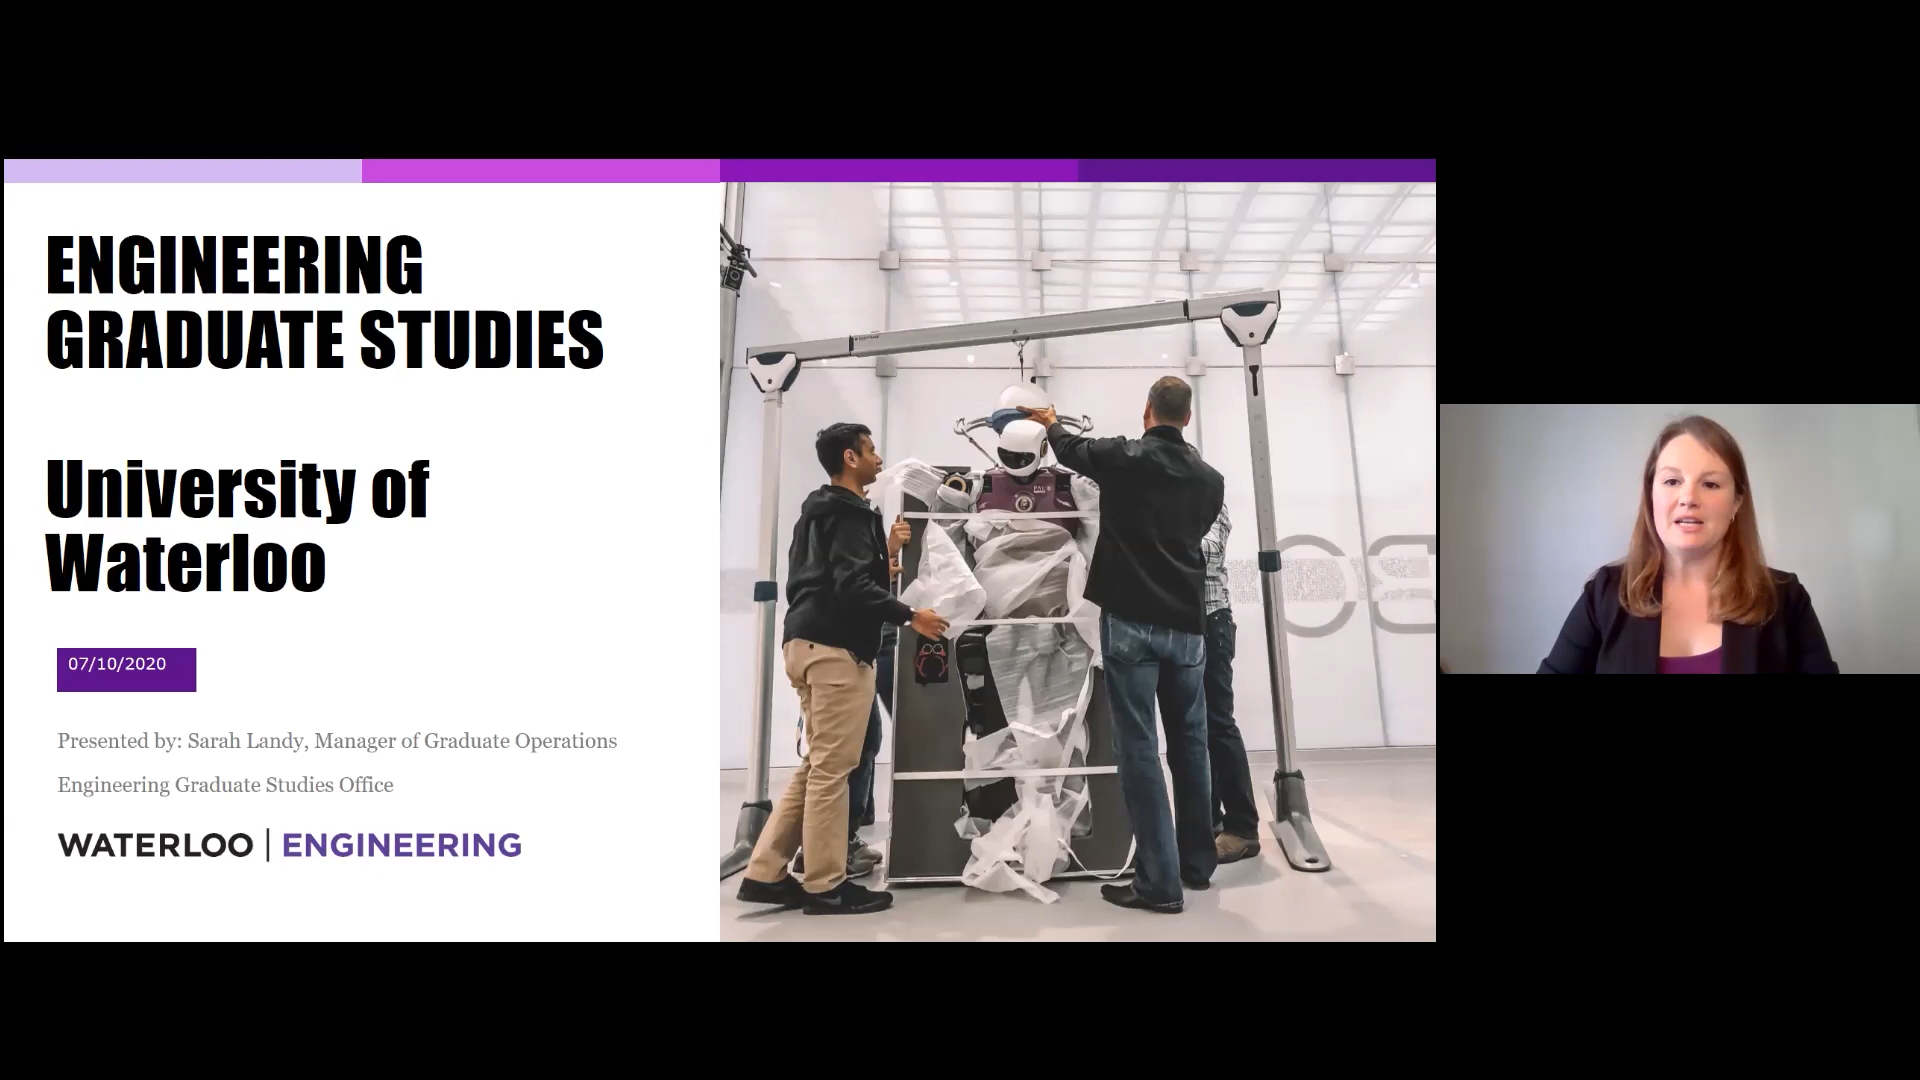 ENGINEERING
GRADUATE STUDIES
University of
Waterloo
07/10/2020
Presented by: Sarah Landy, Manager of Graduate Operations
Engineering Graduate Studies Office
WATERLOO | ENGINEERING
PAL